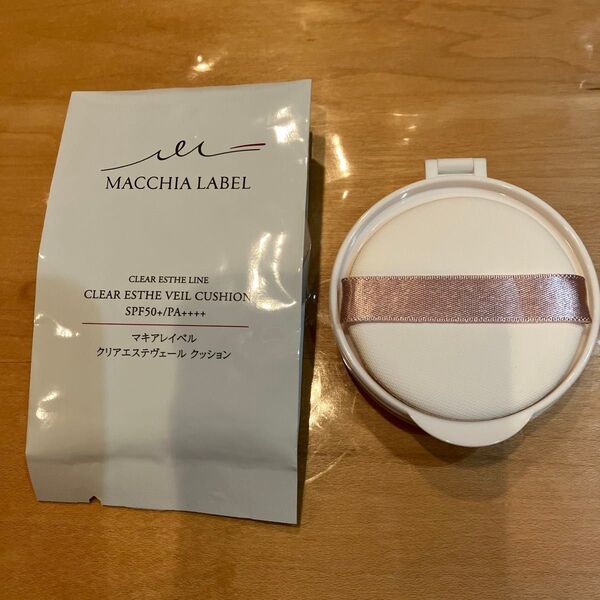 MACCHIA LABEL
CLEAR ESTHE LINE
CLEAR ESTHE VEIL CUSHION
SPF50+/PA++++
マキアレイベル
クリアエステヴェール クッション